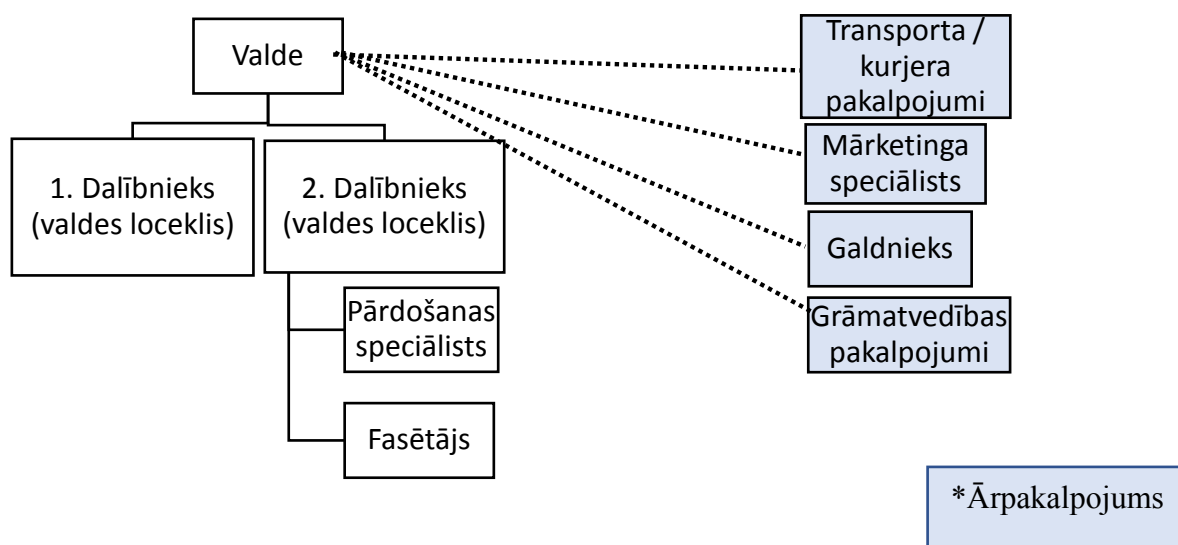 Valde
1. Dalībnieks
(valdes loceklis)
2. Dalībnieks
(valdes loceklis)
Pārdošanas
speciālists
Fasētājs
Transporta /
kurjera
pakalpojumi
Mārketinga
speciālists
Galdnieks
Grāmatvedības
pakalpojumi
*Ārpakalpojums